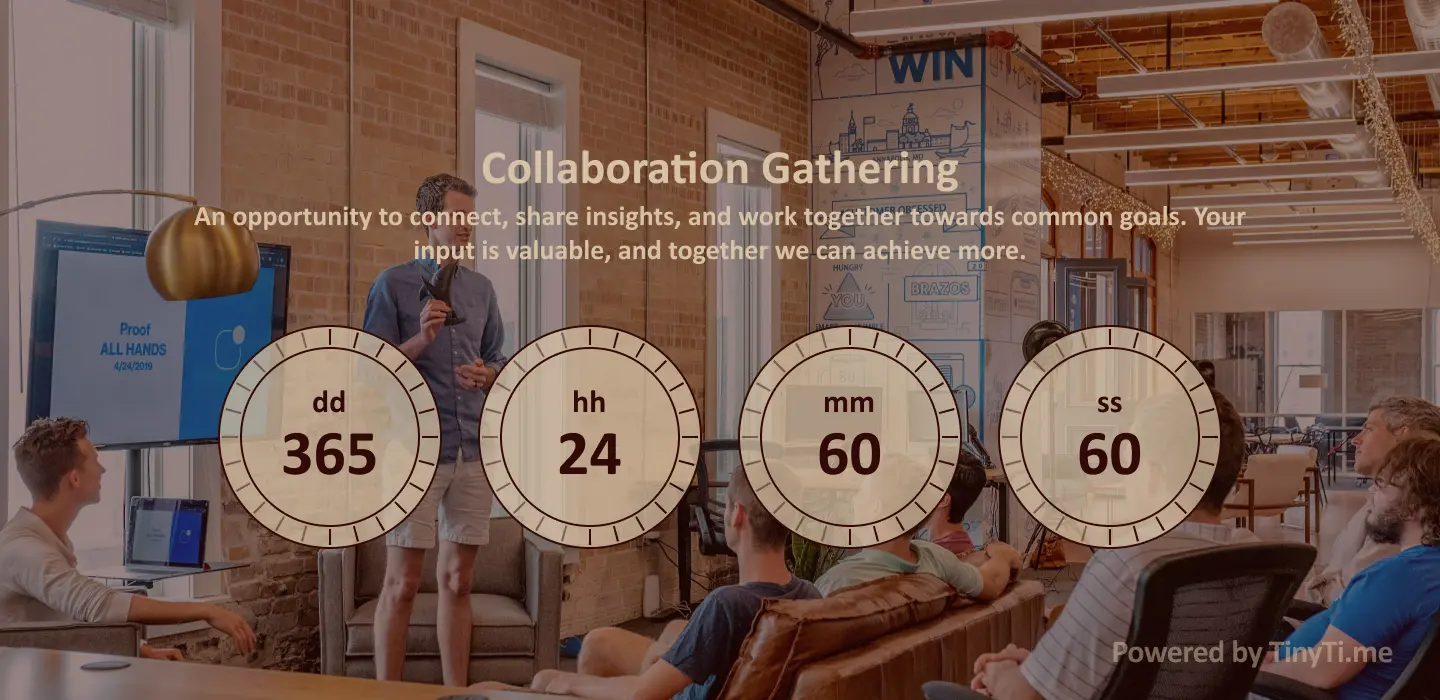 WIN
Collaboration Gathering
An opportunity to connect, share insights, and work together towards common goals. Your
input is valuable, and together we can achieve more.
HUNGRY
YOU
BRAZOS
Proof
ALL HANDS
4/24/2019
dd
365
hh
24
mm
60
ss
60
Powered by TinyTi.me